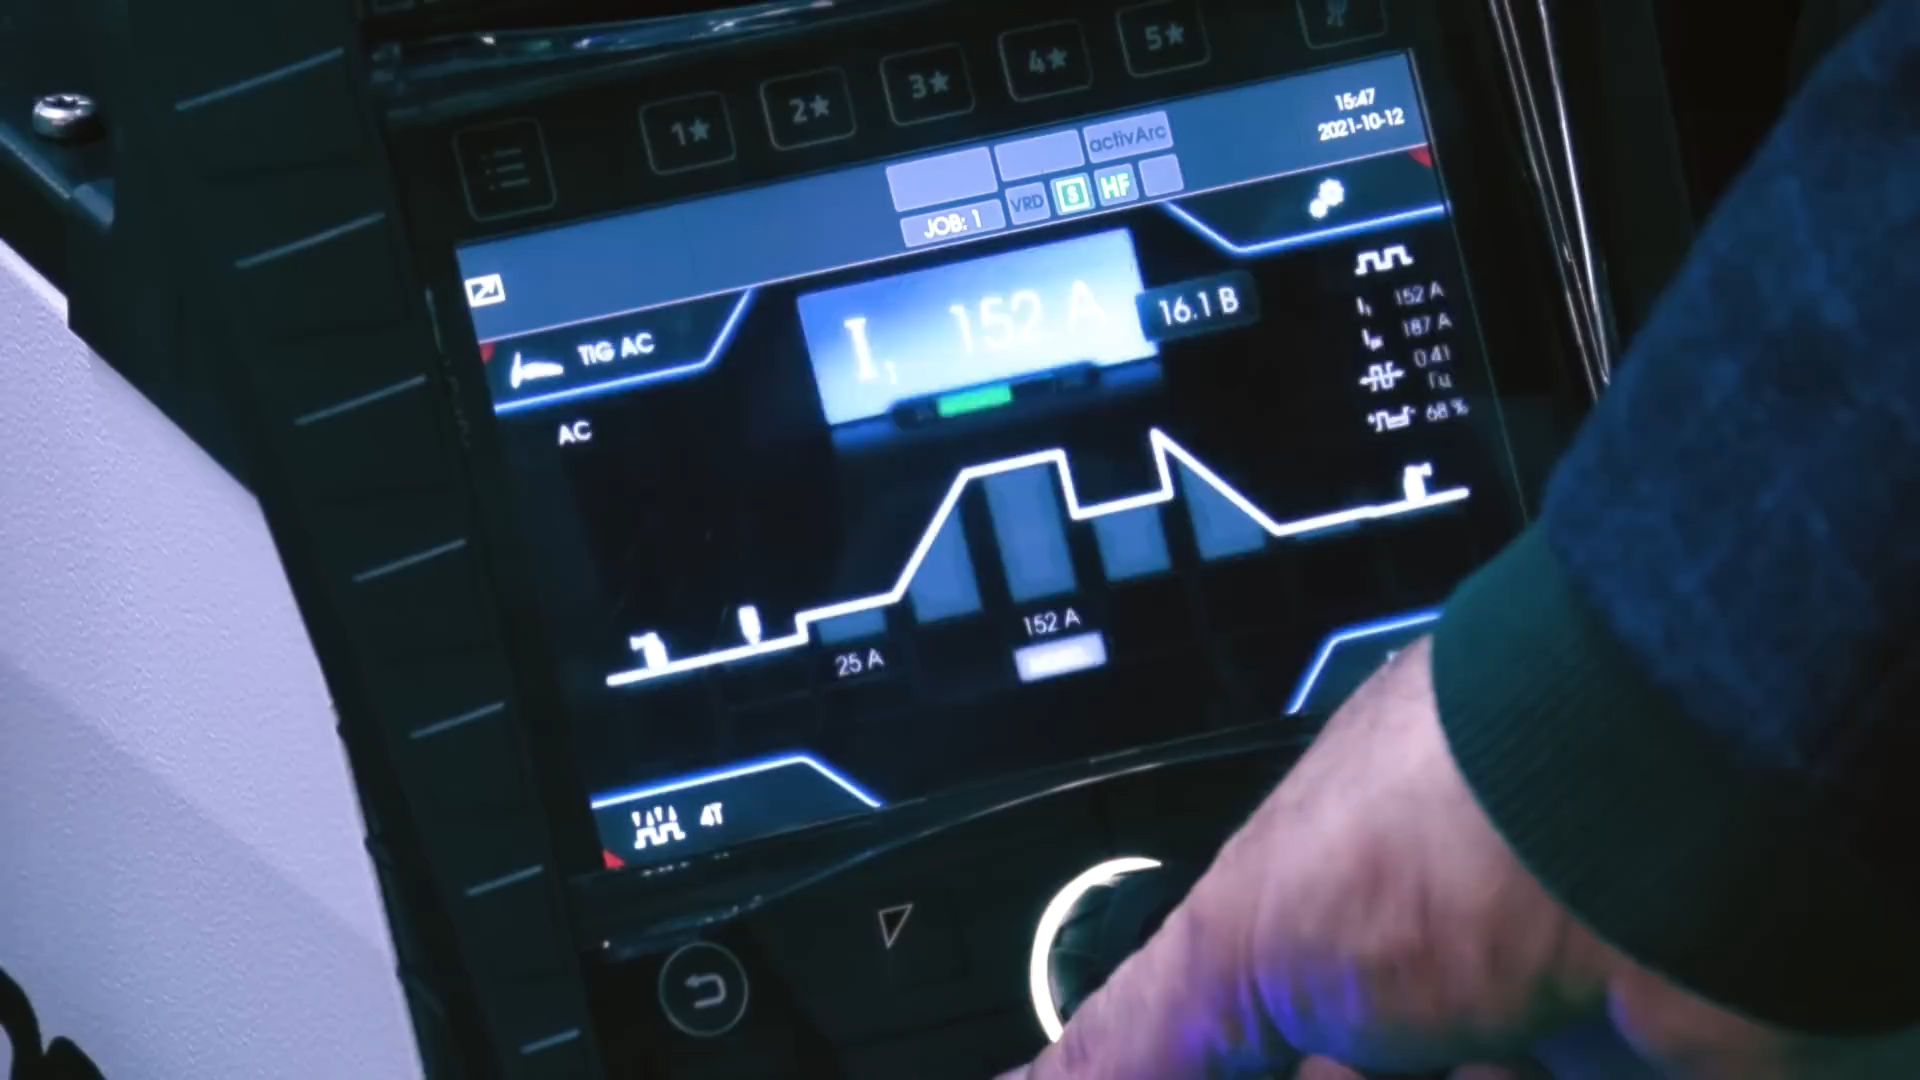 1★ 2★ 3★ 4★ 5★
activArc
15:47
2021-10-12
JOB: 1
VRD
S
HF
TIG AC
I₁ 152 A
16.1 В
AC
I₁ 152 A
187 A
0.41
Гц
68 %
25 A
152 A
4T